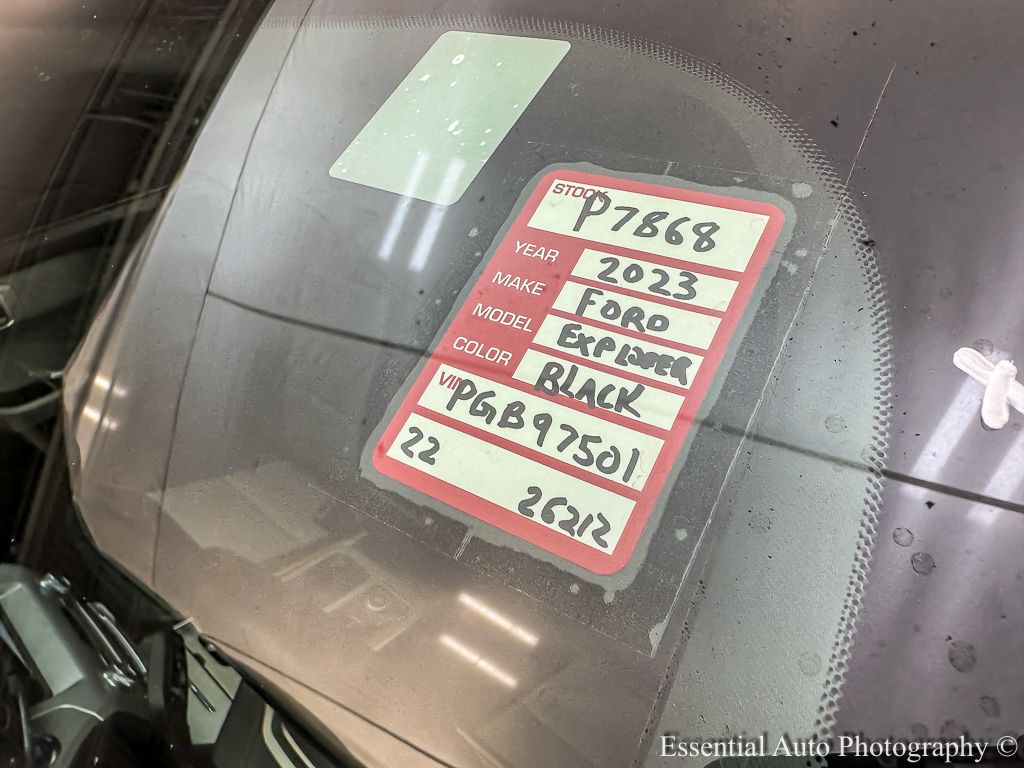 STOCK P7868
YEAR 2023
MAKE FORD
MODEL EXPLORER
COLOR BLACK
VIN PGB97501
22 26212
Essential Auto Photography ©